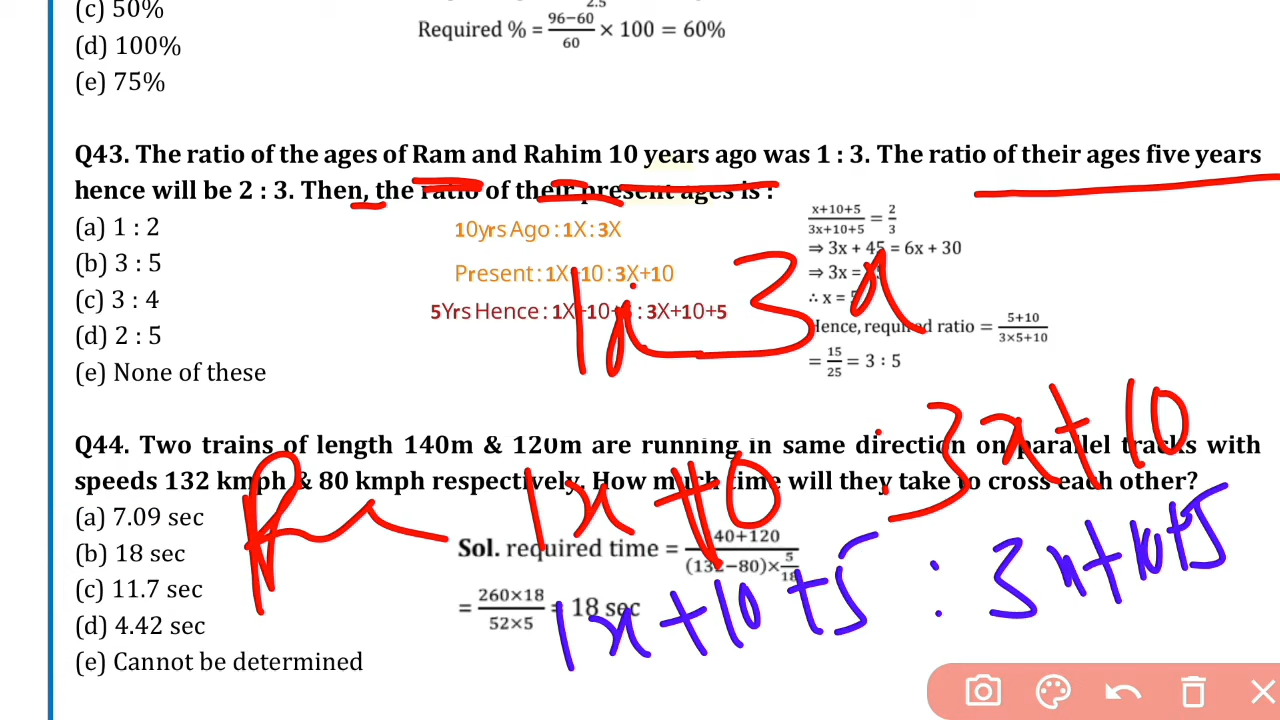 (c) 50%
2.5
Required % = 96−60/60 × 100 = 60%
(d) 100%
(e) 75%
Q43. The ratio of the ages of Ram and Rahim 10 years ago was 1 : 3. The ratio of their ages five years
hence will be 2 : 3. Then, the ratio of their present ages is :
(a) 1 : 2
(b) 3 : 5
(c) 3 : 4
(d) 2 : 5
(e) None of these
10yrs Ago : 1X : 3X
Present : 1X+10 : 3X+10
5Yrs Hence : 1X+10+5 : 3X+10+5
x+10+5/3x+10+5 = 2/3
⇒ 3x + 45 = 6x + 30
⇒ 3x =
∴ x =
Hence, required ratio = 5+10/3×5+10
= 15/25 = 3 : 5
1x : 3x
1x+10 : 3x+10
1x+10+5 : 3x+10+5
Q44. Two trains of length 140m & 120m are running in same direction on parallel tracks with
speeds 132 kmph & 80 kmph respectively. How much time will they take to cross each other?
(a) 7.09 sec
(b) 18 sec
(c) 11.7 sec
(d) 4.42 sec
(e) Cannot be determined
Sol. required time = 140+120/(132−80)×5/18
= 260×18/52×5 = 18 sec